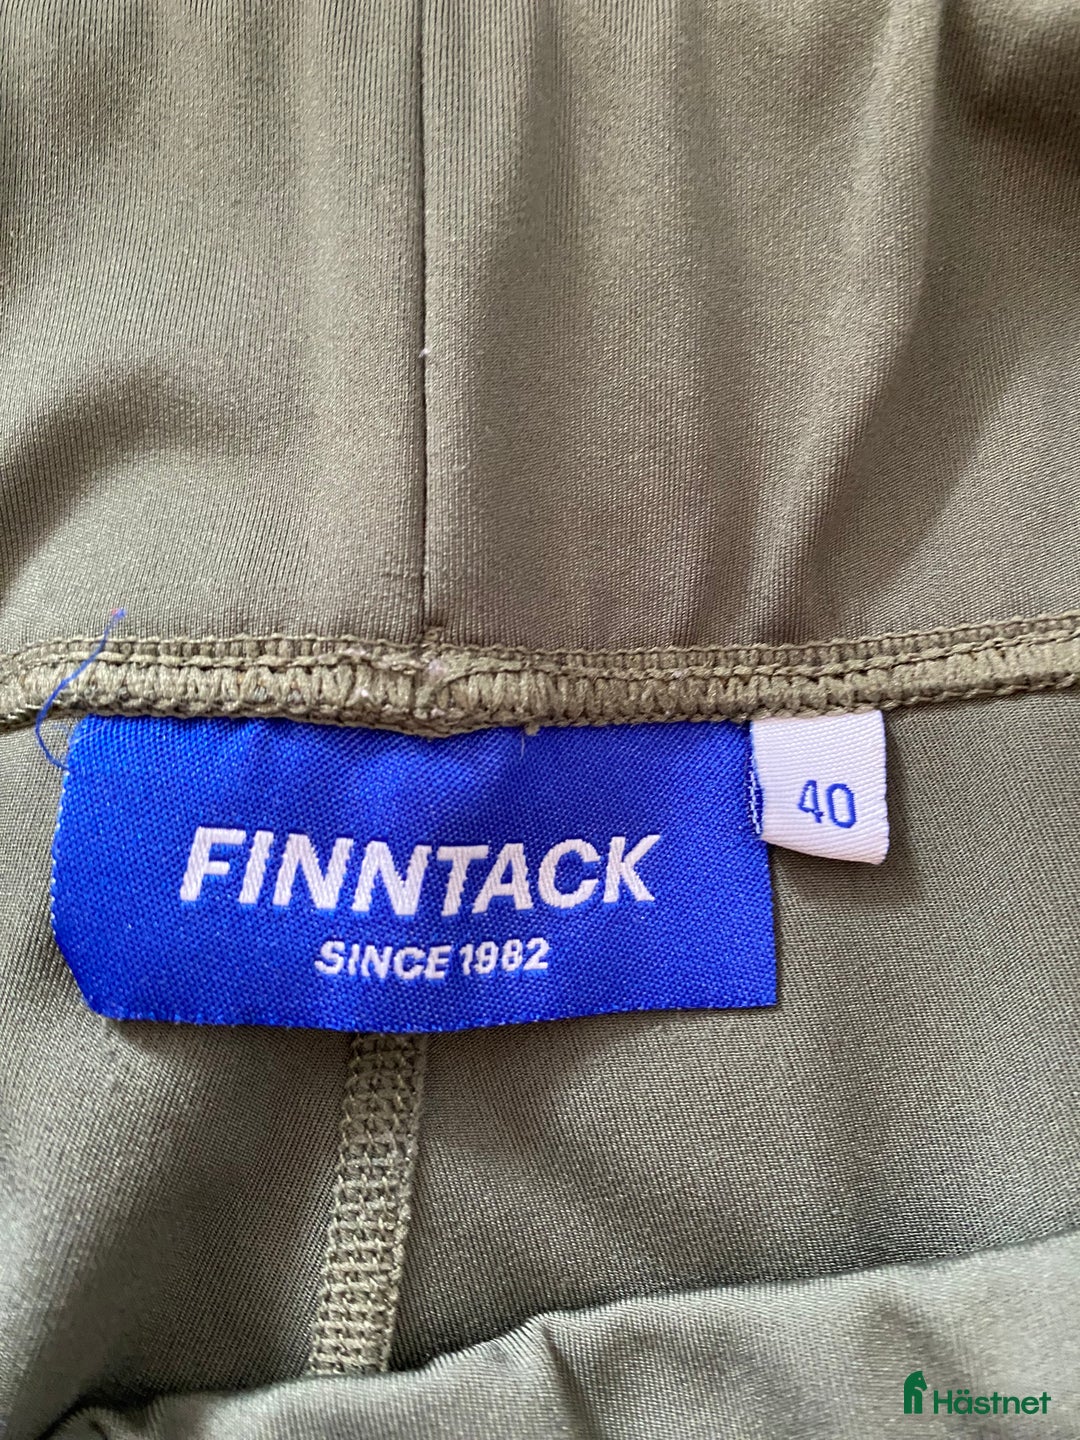 40
FINNTACK
SINCE 1982
Hästnet